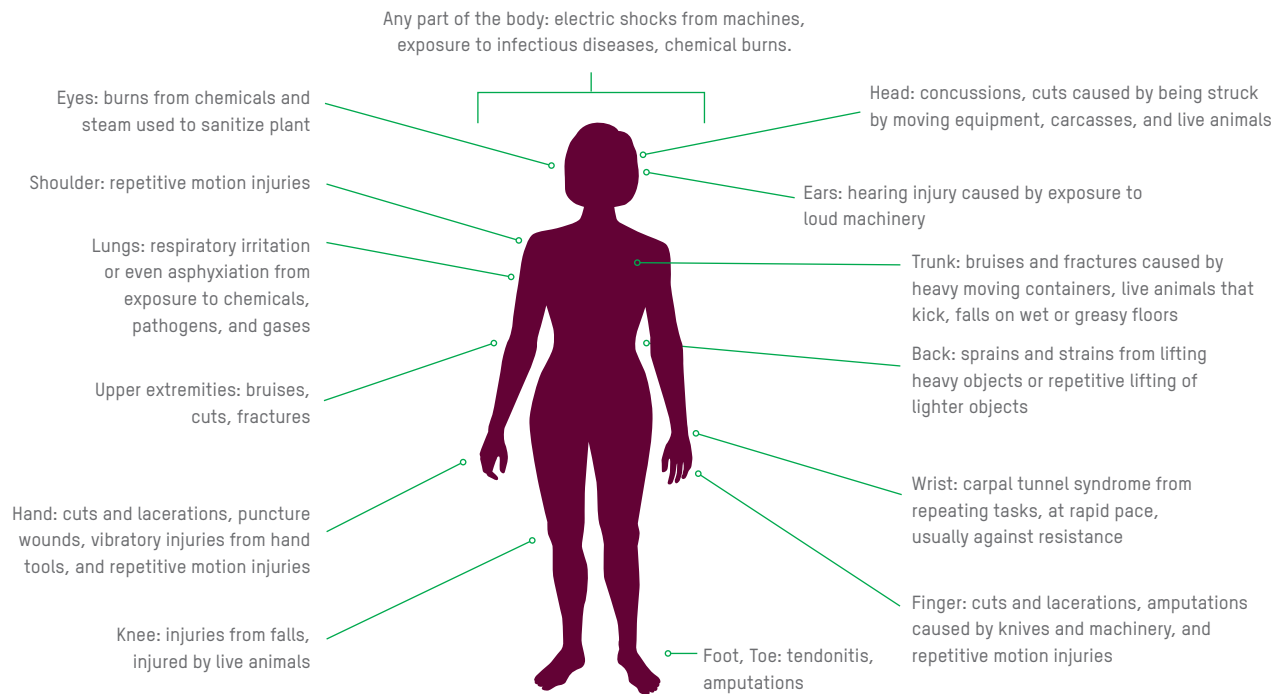 Any part of the body: electric shocks from machines,
exposure to infectious diseases, chemical burns.
Eyes: burns from chemicals and
steam used to sanitize plant
Shoulder: repetitive motion injuries
Lungs: respiratory irritation
or even asphyxiation from
exposure to chemicals,
pathogens, and gases
Upper extremities: bruises,
cuts, fractures
Hand: cuts and lacerations, puncture
wounds, vibratory injuries from hand
tools, and repetitive motion injuries
Knee: injuries from falls,
injured by live animals
Head: concussions, cuts caused by being struck
by moving equipment, carcasses, and live animals
Ears: hearing injury caused by exposure to
loud machinery
Trunk: bruises and fractures caused by
heavy moving containers, live animals that
kick, falls on wet or greasy floors
Back: sprains and strains from lifting
heavy objects or repetitive lifting of
lighter objects
Wrist: carpal tunnel syndrome from
repeating tasks, at rapid pace,
usually against resistance
Finger: cuts and lacerations, amputations
caused by knives and machinery, and
repetitive motion injuries
Foot, Toe: tendonitis,
amputations